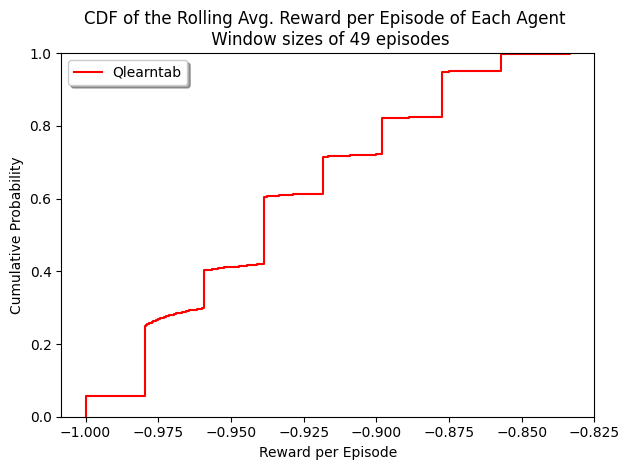 CDF of the Rolling Avg. Reward per Episode of Each Agent
Window sizes of 49 episodes
Qlearntab
Cumulative Probability
1.0
0.8
0.6
0.4
0.2
0.0
−1.000 −0.975 −0.950 −0.925 −0.900 −0.875 −0.850 −0.825
Reward per Episode